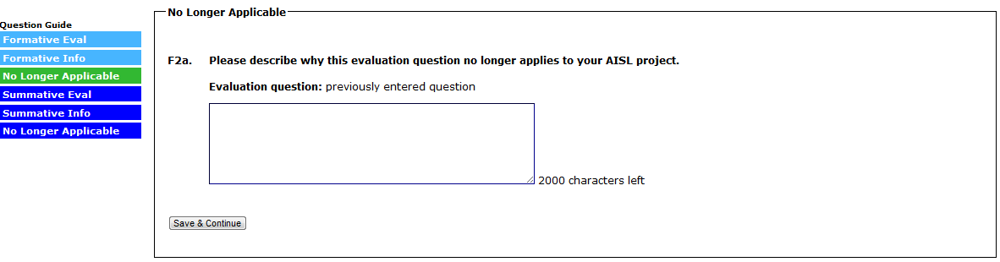 Question Guide
Formative Eval
Formative Info
No Longer Applicable
Summative Eval
Summative Info
No Longer Applicable
No Longer Applicable
F2a. Please describe why this evaluation question no longer applies to your AISL project.
Evaluation question: previously entered question
2000 characters left
Save & Continue